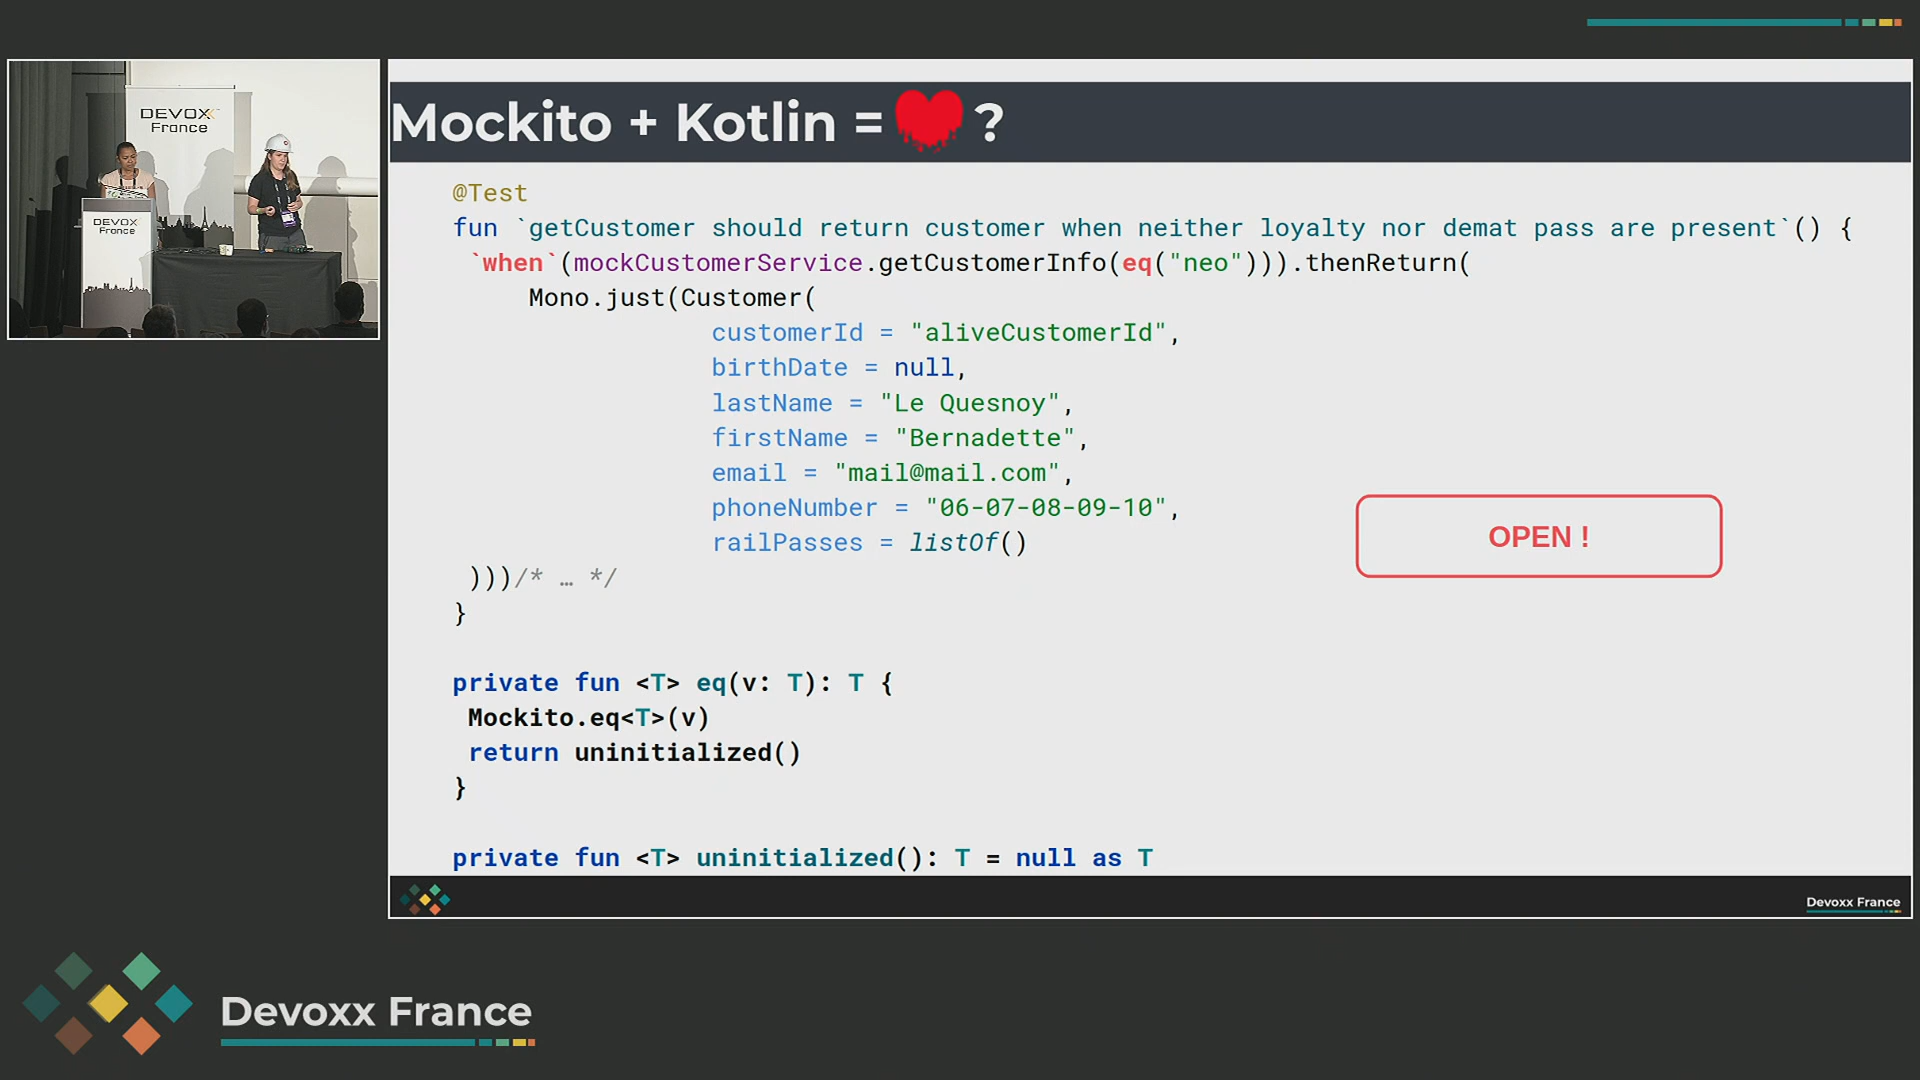 DEVOXX
France
DEVOXX
France
Mockito + Kotlin = ?
@Test
fun `getCustomer should return customer when neither loyalty nor demat pass are present`() {
`when`(mockCustomerService.getCustomerInfo(eq("neo"))).thenReturn(
Mono.just(Customer(
customerId = "aliveCustomerId",
birthDate = null,
lastName = "Le Quesnoy",
firstName = "Bernadette",
email = "mail@mail.com",
phoneNumber = "06-07-08-09-10",
railPasses = listOf()
)))/* … */
}
OPEN !
private fun <T> eq(v: T): T {
Mockito.eq<T>(v)
return uninitialized()
}
private fun <T> uninitialized(): T = null as T
Devoxx France
Devoxx France